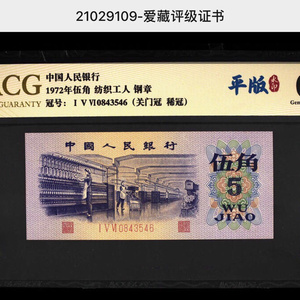 21029109-爱藏评级证书
ACG
GUARANTY
中国人民银行
1972年伍角 纺织工人 钢章
冠号：ⅠⅤⅥ0843546（关门冠 稀冠）
平版
Gem
中国人民银行
伍角
5
WU
JIAO
ⅠⅤⅥ0843546